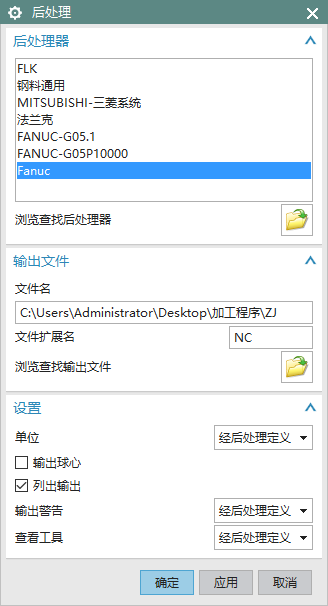 后处理
后处理器
FLK
钢料通用
MITSUBISHI-三菱系统
法兰克
FANUC-G05.1
FANUC-G05P10000
Fanuc
浏览查找后处理器
输出文件
文件名
C:\Users\Administrator\Desktop\加工程序\ZJ
文件扩展名 NC
浏览查找输出文件
设置
单位 经后处理定义
输出球心
列出输出
输出警告 经后处理定义
查看工具 经后处理定义
确定 应用 取消